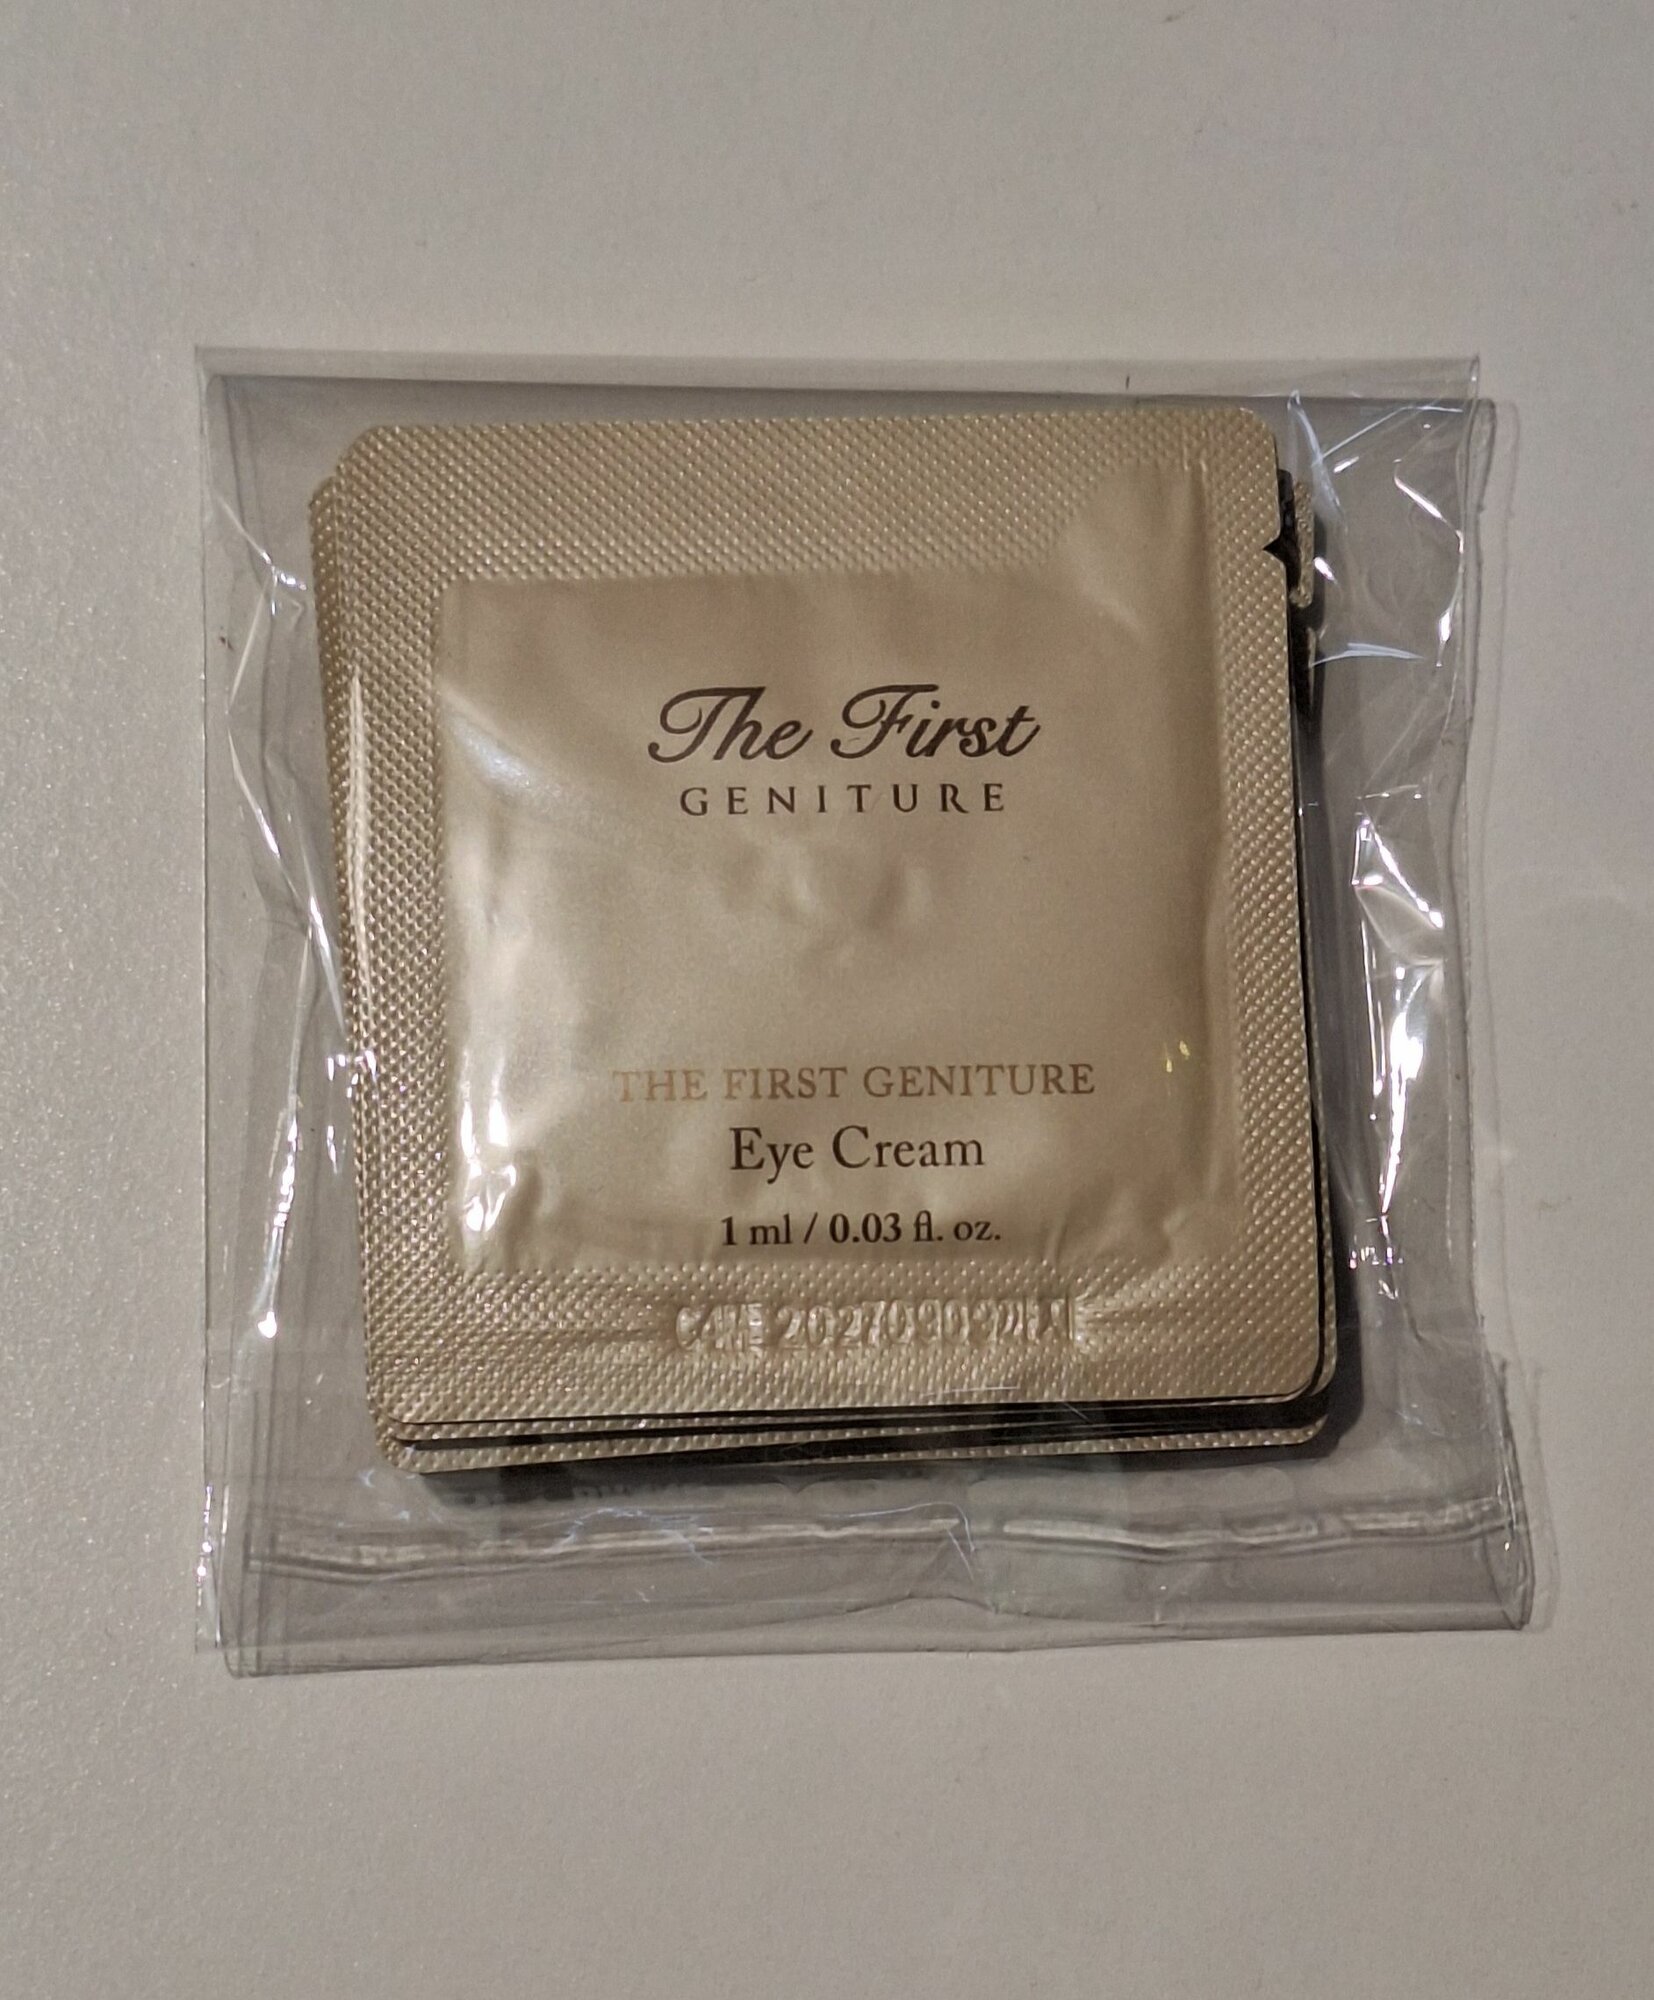 The First
GENITURE
THE FIRST GENITURE
Eye Cream
1 ml / 0.03 fl. oz.